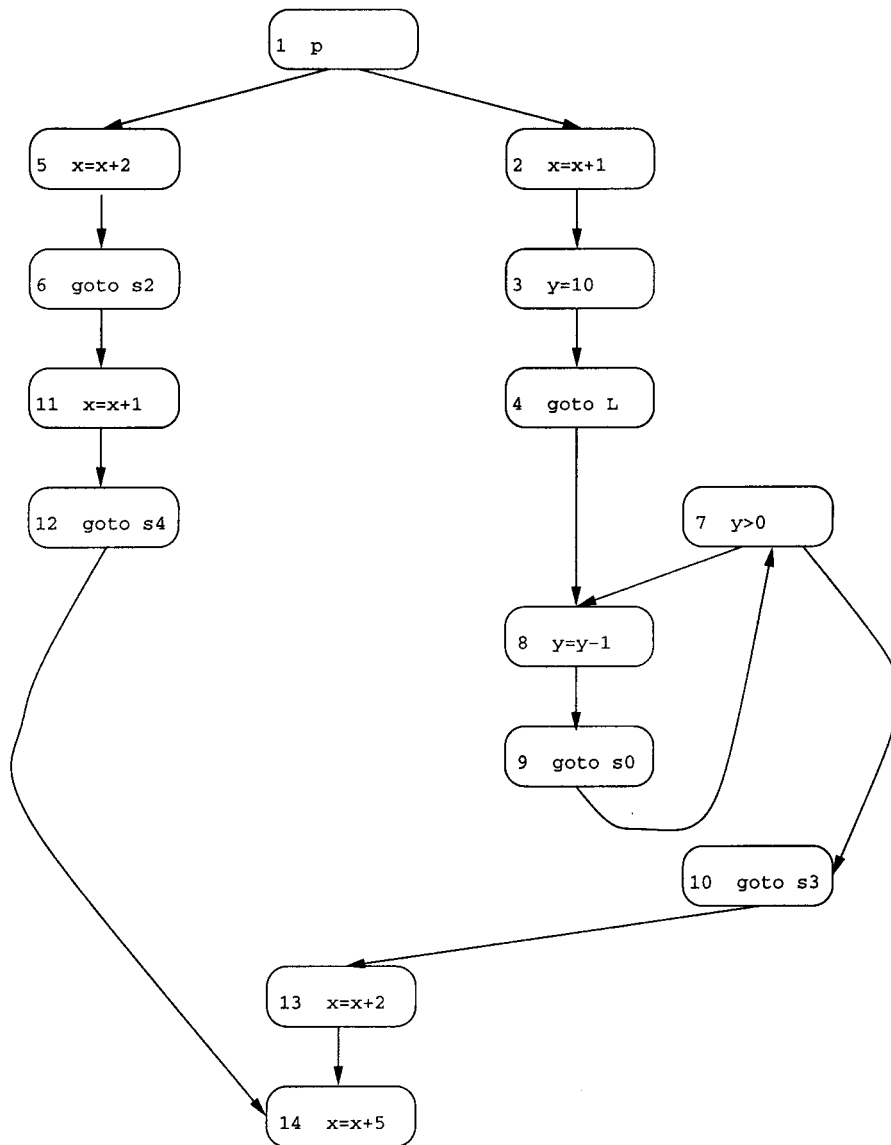 1 p
5 x=x+2
2 x=x+1
6 goto s2
3 y=10
11 x=x+1
4 goto L
12 goto s4
7 y>0
8 y=y-1
9 goto s0
10 goto s3
13 x=x+2
14 x=x+5